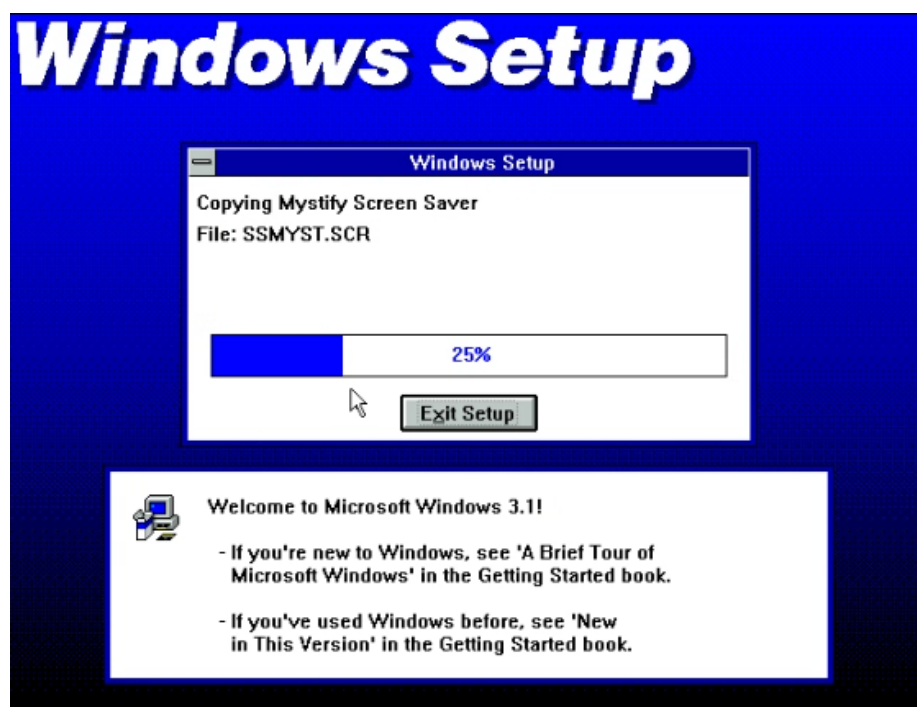 Windows Setup
Windows Setup
Copying Mystify Screen Saver
File: SSMYST.SCR
25%
Exit Setup
Welcome to Microsoft Windows 3.1!
- If you're new to Windows, see 'A Brief Tour of
Microsoft Windows' in the Getting Started book.
- If you've used Windows before, see 'New
in This Version' in the Getting Started book.